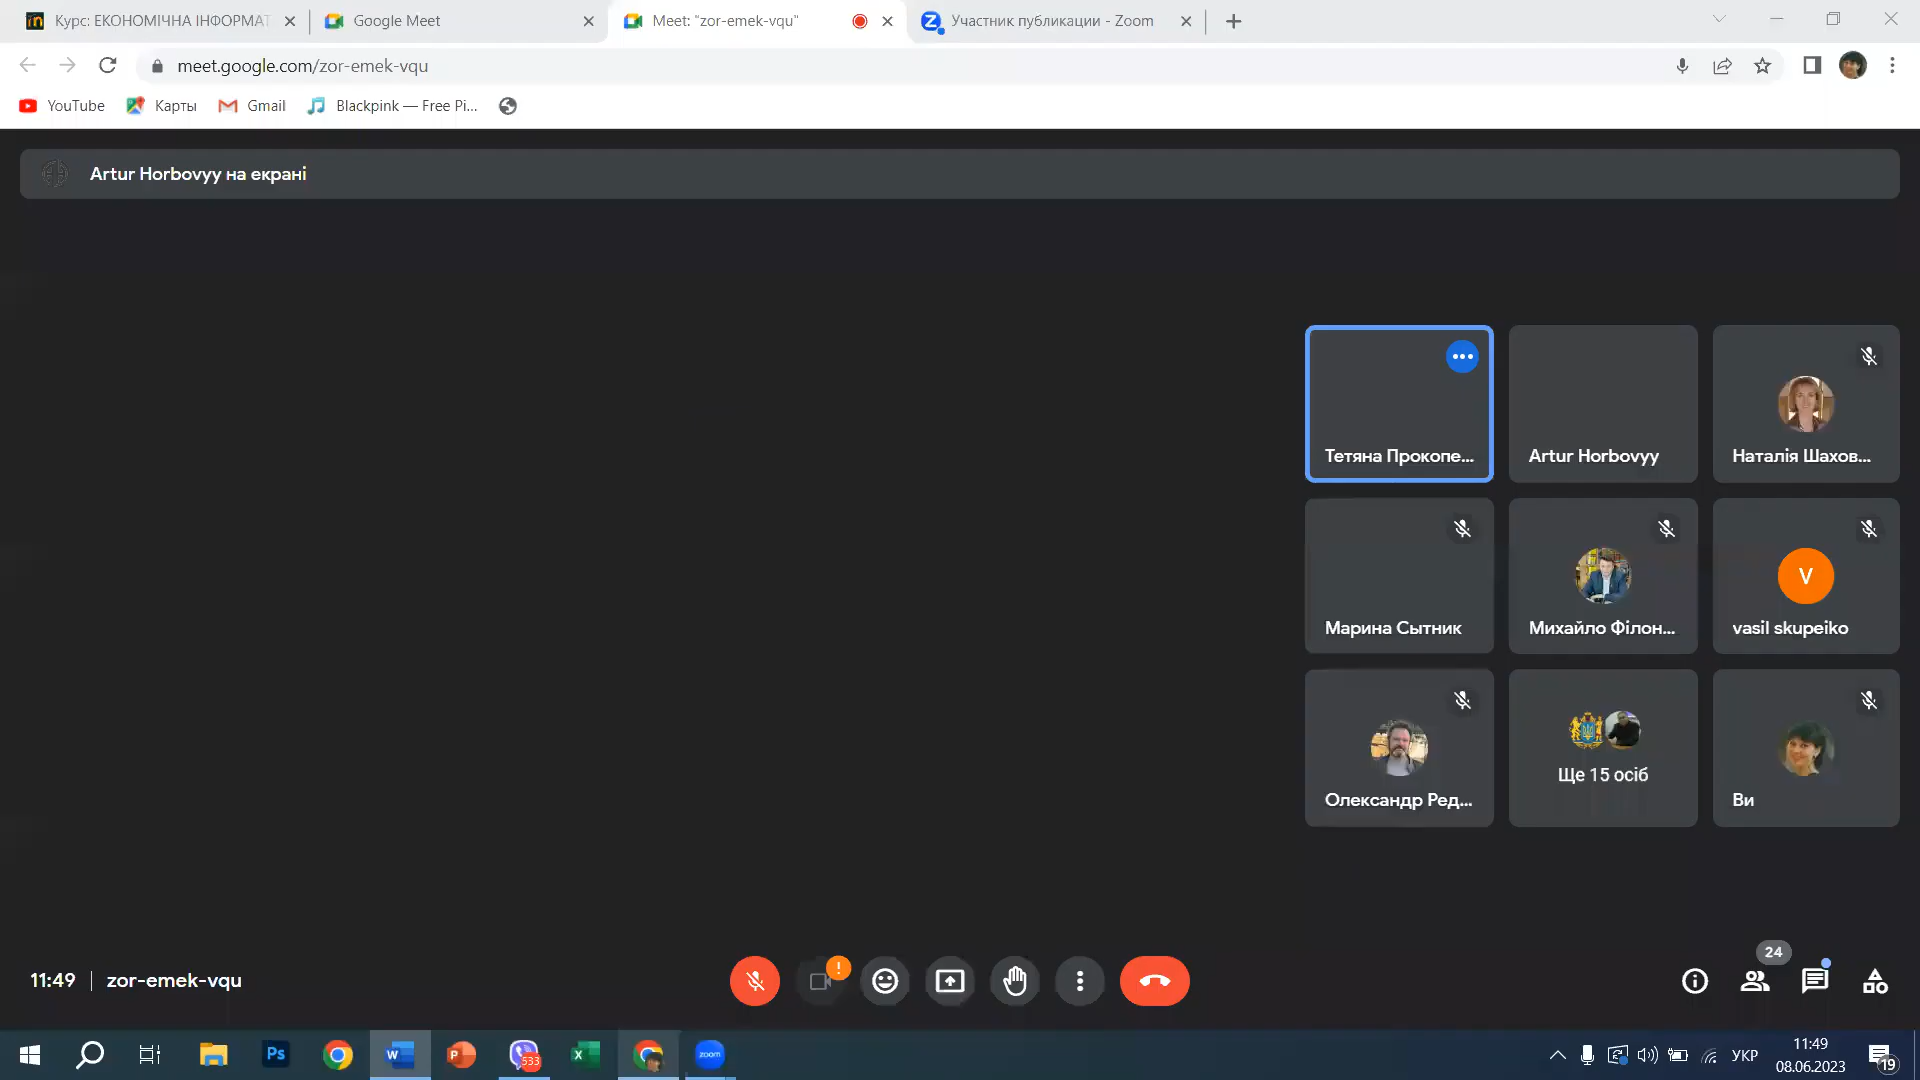 Курс: ЕКОНОМІЧНА ІНФОРМАТ
Google Meet
Meet: "zor-emek-vqu"
Участник публикации - Zoom
meet.google.com/zor-emek-vqu
YouTube
Карты
Gmail
Blackpink — Free Pi...
Artur Horbovyy на екрані
Тетяна Прокопе...
Artur Horbovyy
Наталія Шахов...
Марина Сытник
Михайло Філон...
V
vasil skupeiko
Олександр Ред...
Ще 15 осіб
Ви
11:49 | zor-emek-vqu
24
533
zoom
УКР
11:49
08.06.2023
19